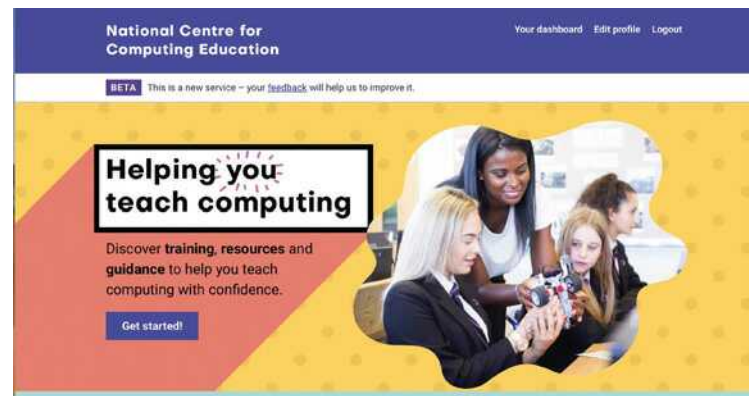 National Centre for
Computing Education
Your dashboard Edit profile Logout
BETA This is a new service – your feedback will help us to improve it.
Helping you
teach computing
Discover training, resources and
guidance to help you teach
computing with confidence.
Get started!